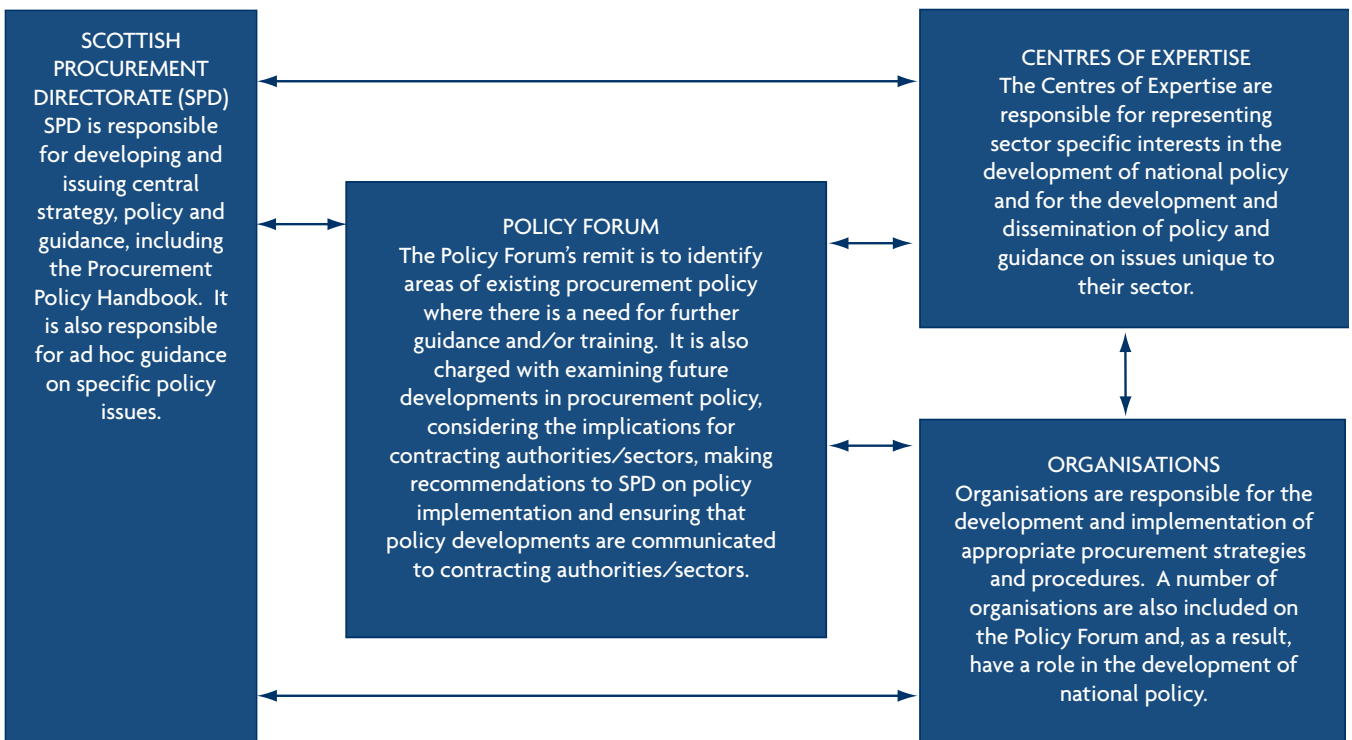 SCOTTISH
PROCUREMENT
DIRECTORATE (SPD)
SPD is responsible
for developing and
issuing central
strategy, policy and
guidance, including
the Procurement
Policy Handbook. It
is also responsible
for ad hoc guidance
on specific policy
issues.
POLICY FORUM
The Policy Forum's remit is to identify
areas of existing procurement policy
where there is a need for further
guidance and/or training. It is also
charged with examining future
developments in procurement policy,
considering the implications for
contracting authorities/sectors, making
recommendations to SPD on policy
implementation and ensuring that
policy developments are communicated
to contracting authorities/sectors.
CENTRES OF EXPERTISE
The Centres of Expertise are
responsible for representing
sector specific interests in the
development of national policy
and for the development and
dissemination of policy and
guidance on issues unique to
their sector.
ORGANISATIONS
Organisations are responsible for the
development and implementation of
appropriate procurement strategies
and procedures. A number of
organisations are also included on
the Policy Forum and, as a result,
have a role in the development of
national policy.